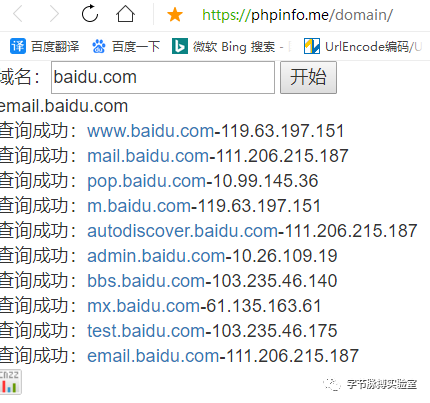 https://phpinfo.me/domain/
百度翻译 百度一下 微软 Bing 搜索 - UrlEncode编码/U
域名: baidu.com 开始
email.baidu.com
查询成功: www.baidu.com-119.63.197.151
查询成功: mail.baidu.com-111.206.215.187
查询成功: pop.baidu.com-10.99.145.36
查询成功: m.baidu.com-119.63.197.151
查询成功: autodiscover.baidu.com-111.206.215.187
查询成功: admin.baidu.com-10.26.109.19
查询成功: bbs.baidu.com-103.235.46.140
查询成功: mx.baidu.com-61.135.163.61
查询成功: test.baidu.com-103.235.46.175
查询成功: email.baidu.com-111.206.215.187
字节脉搏实验室